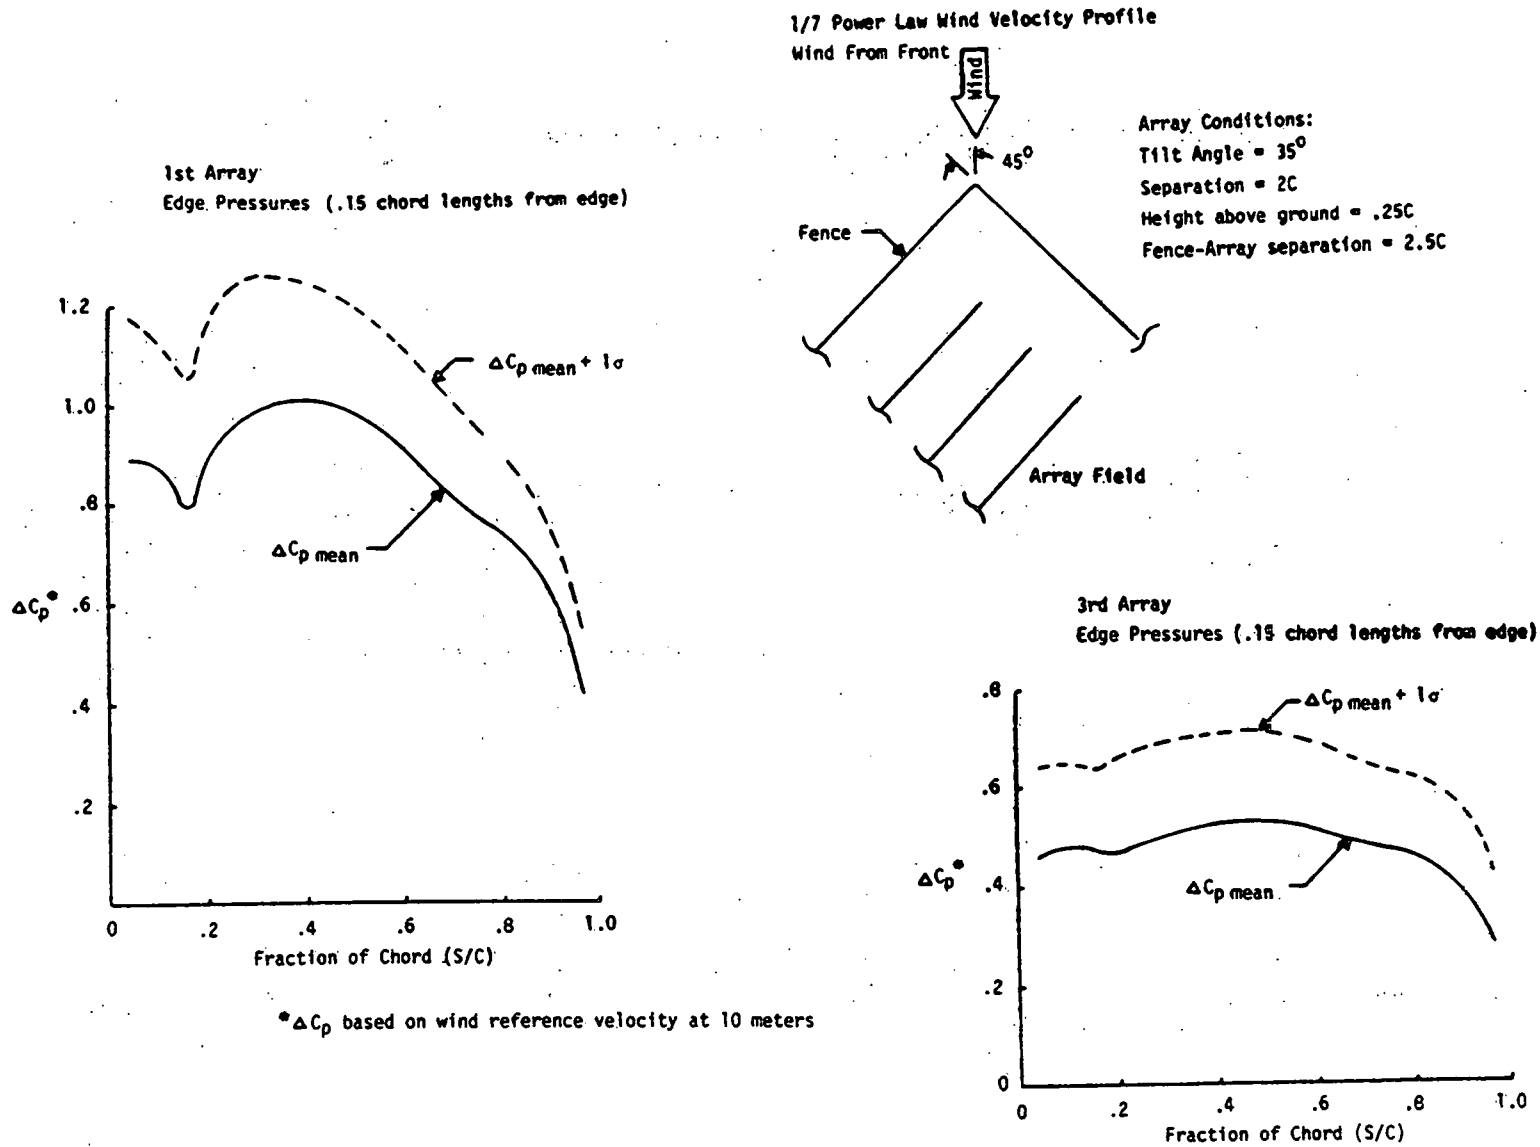 1/7 Power Law Wind Velocity Profile
Wind From Front
Wind
45°
Array Conditions:
Tilt Angle = 35°
Separation = 2C
Height above ground = .25C
Fence-Array separation = 2.5C
Fence
Array Field
1st Array
Edge Pressures (.15 chord lengths from edge)
1.2
1.0
.8
.6
.4
.2
ΔCp*
ΔCp mean + 1σ
ΔCp mean
0
.2
.4
.6
.8
1.0
Fraction of Chord (S/C)
*ΔCp based on wind reference velocity at 10 meters
3rd Array
Edge Pressures (.15 chord lengths from edge)
.8
.6
.4
.2
0
ΔCp*
ΔCp mean + 1σ
ΔCp mean
0
.2
.4
.6
.8
1.0
Fraction of Chord (S/C)